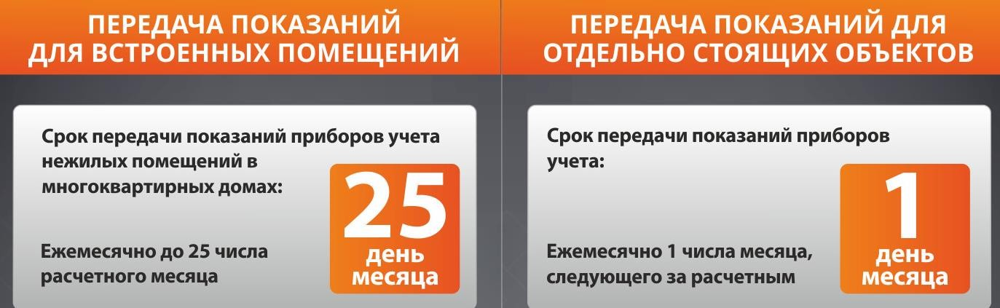 ПЕРЕДАЧА ПОКАЗАНИЙ
ДЛЯ ВСТРОЕННЫХ ПОМЕЩЕНИЙ
Срок передачи показаний приборов учета
нежилых помещений в
многоквартирных домах:
25
день
месяца
Ежемесячно до 25 числа
расчетного месяца
ПЕРЕДАЧА ПОКАЗАНИЙ ДЛЯ
ОТДЕЛЬНО СТОЯЩИХ ОБЪЕКТОВ
Срок передачи показаний приборов
учета:
1
день
месяца
Ежемесячно 1 числа месяца,
следующего за расчетным